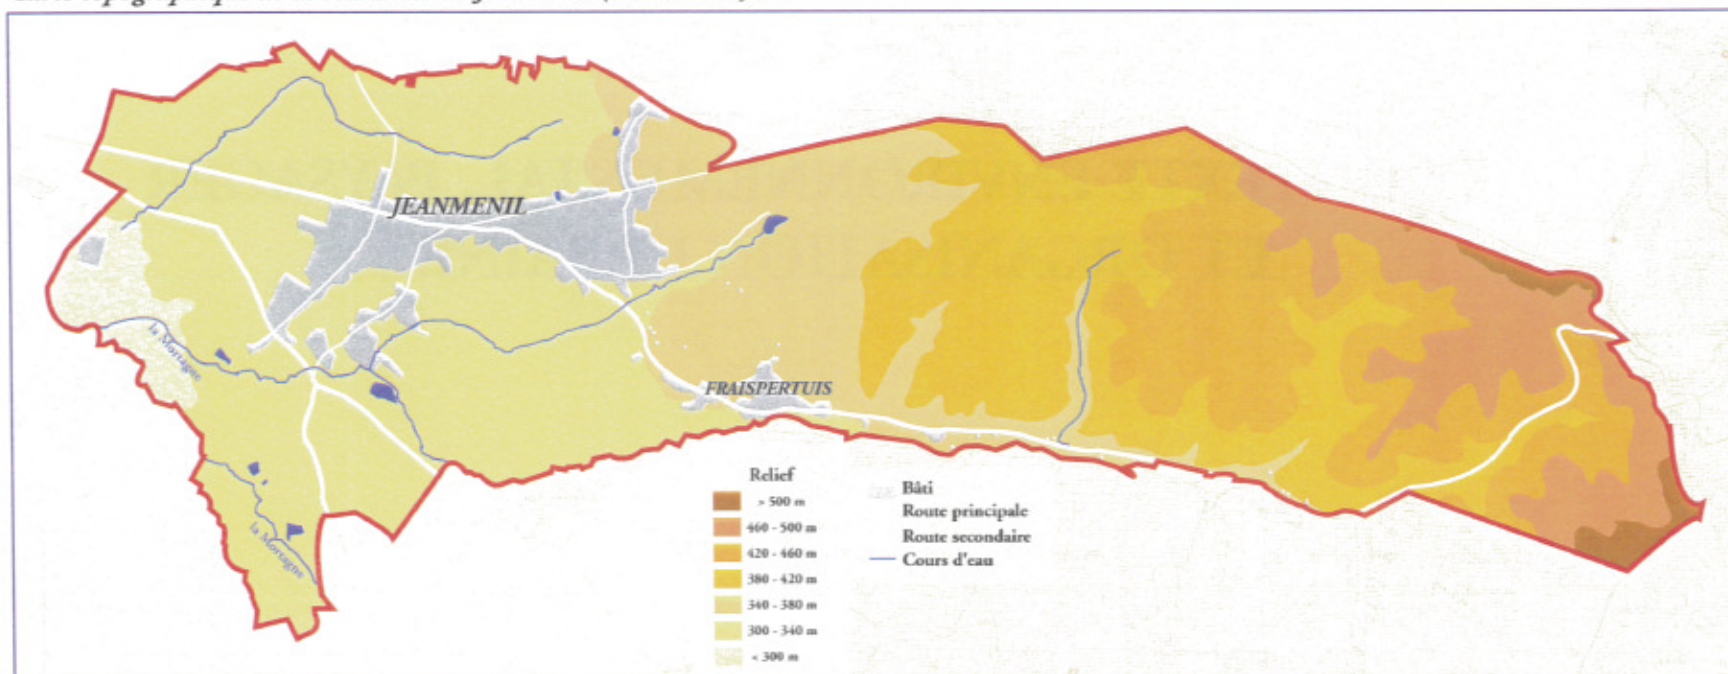 JEANMENIL
la Mortagne
FRAISPERTUIS
la Mortagne
Relief
> 500 m
460 - 500 m
420 - 460 m
380 - 420 m
340 - 380 m
300 - 340 m
< 300 m
Bâti
Route principale
Route secondaire
Cours d'eau